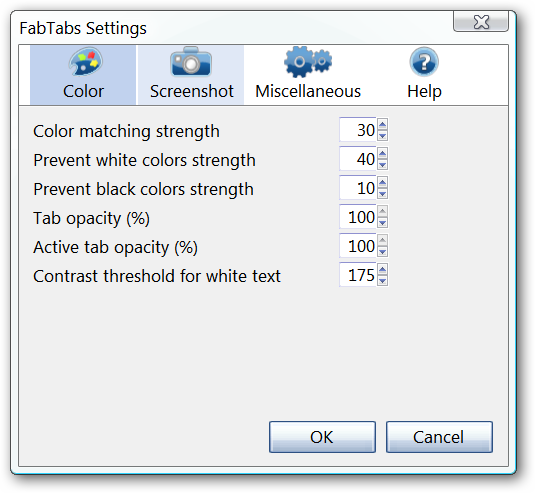 FabTabs Settings
Color Screenshot Miscellaneous Help
Color matching strength 30
Prevent white colors strength 40
Prevent black colors strength 10
Tab opacity (%) 100
Active tab opacity (%) 100
Contrast threshold for white text 175
OK Cancel